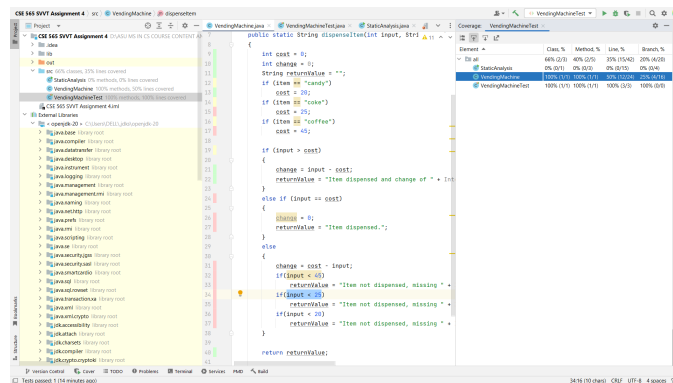 CSE 565 SVVT Assignment 4 › src › VendingMachine › dispenseItem
VendingMachineTest
Project
CSE 565 SVVT Assignment 4
.idea
lib
out
src 66% classes, 35% lines covered
StaticAnalysis 0% methods, 0% lines covered
VendingMachine 100% methods, 50% lines covered
VendingMachineTest 100% methods, 100% lines covered
CSE 565 SVVT Assignment 4.iml
External Libraries
< openjdk-20 >
java.base library root
java.compiler library root
java.datatransfer library root
java.desktop library root
java.instrument library root
java.logging library root
java.management library root
java.management.rmi library root
java.naming library root
java.net.http library root
java.prefs library root
java.rmi library root
java.scripting library root
java.se library root
java.security.jgss library root
java.security.sasl library root
java.smartcardio library root
java.sql library root
java.sql.rowset library root
java.transaction.xa library root
java.xml library root
java.xml.crypto library root
jdk.accessibility library root
jdk.attach library root
jdk.charsets library root
jdk.compiler library root
jdk.crypto.cryptoki library root
VendingMachine.java
VendingMachineTest.java
StaticAnalysis.java
public static String dispenseItem(int input, Stri
{
int cost = 0;
int change = 0;
String returnValue = "";
if (item == "candy")
cost = 20;
if (item == "coke")
cost = 25;
if (item == "coffee")
cost = 45;
if (input > cost)
{
change = input - cost;
returnValue = "Item dispensed and change of " + Int
}
else if (input == cost)
{
change = 0;
returnValue = "Item dispensed.";
}
else
{
change = cost - input;
if(input < 45)
returnValue = "Item not dispensed, missing " +
if(input < 25)
returnValue = "Item not dispensed, missing " +
if(input < 20)
returnValue = "Item not dispensed, missing " +
}
return returnValue;
Coverage: VendingMachineTest
Element Class, % Method, % Line, % Branch, %
all 66% (2/3) 40% (2/5) 35% (15/42) 20% (4/20)
StaticAnalysis 0% (0/1) 0% (0/3) 0% (0/15) 0% (0/4)
VendingMachine 100% (1/1) 100% (1/1) 50% (12/24) 25% (4/16)
VendingMachineTest 100% (1/1) 100% (1/1) 100% (3/3) 100% (0/0)
Bookmarks
Structure
Version Control Cover TODO Problems Terminal Services PMD Build
Tests passed: 1 (14 minutes ago)
34:16 (10 chars) CRLF UTF-8 4 spaces